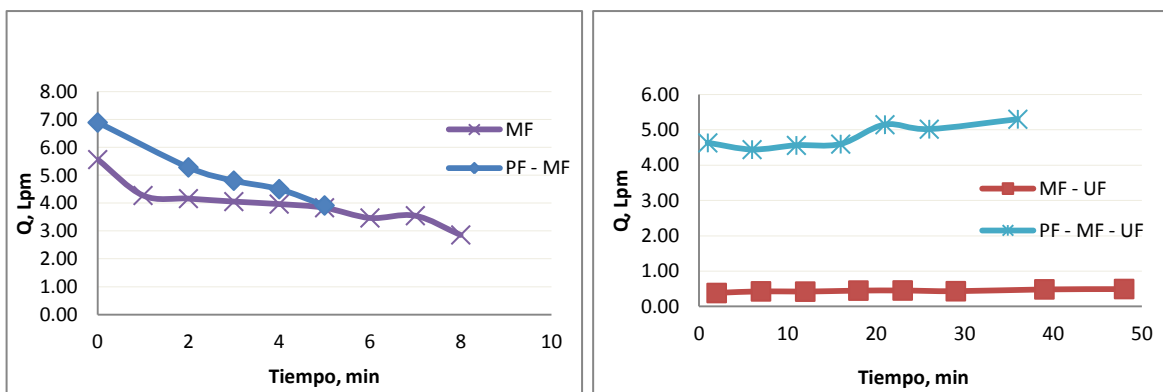 8.00
7.00
6.00
5.00
4.00
3.00
2.00
1.00
0.00
Q, Lpm
0 2 4 6 8 10
Tiempo, min
MF
PF - MF
6.00
5.00
4.00
3.00
2.00
1.00
0.00
Q, Lpm
0 10 20 30 40 50
Tiempo, min
MF - UF
PF - MF - UF